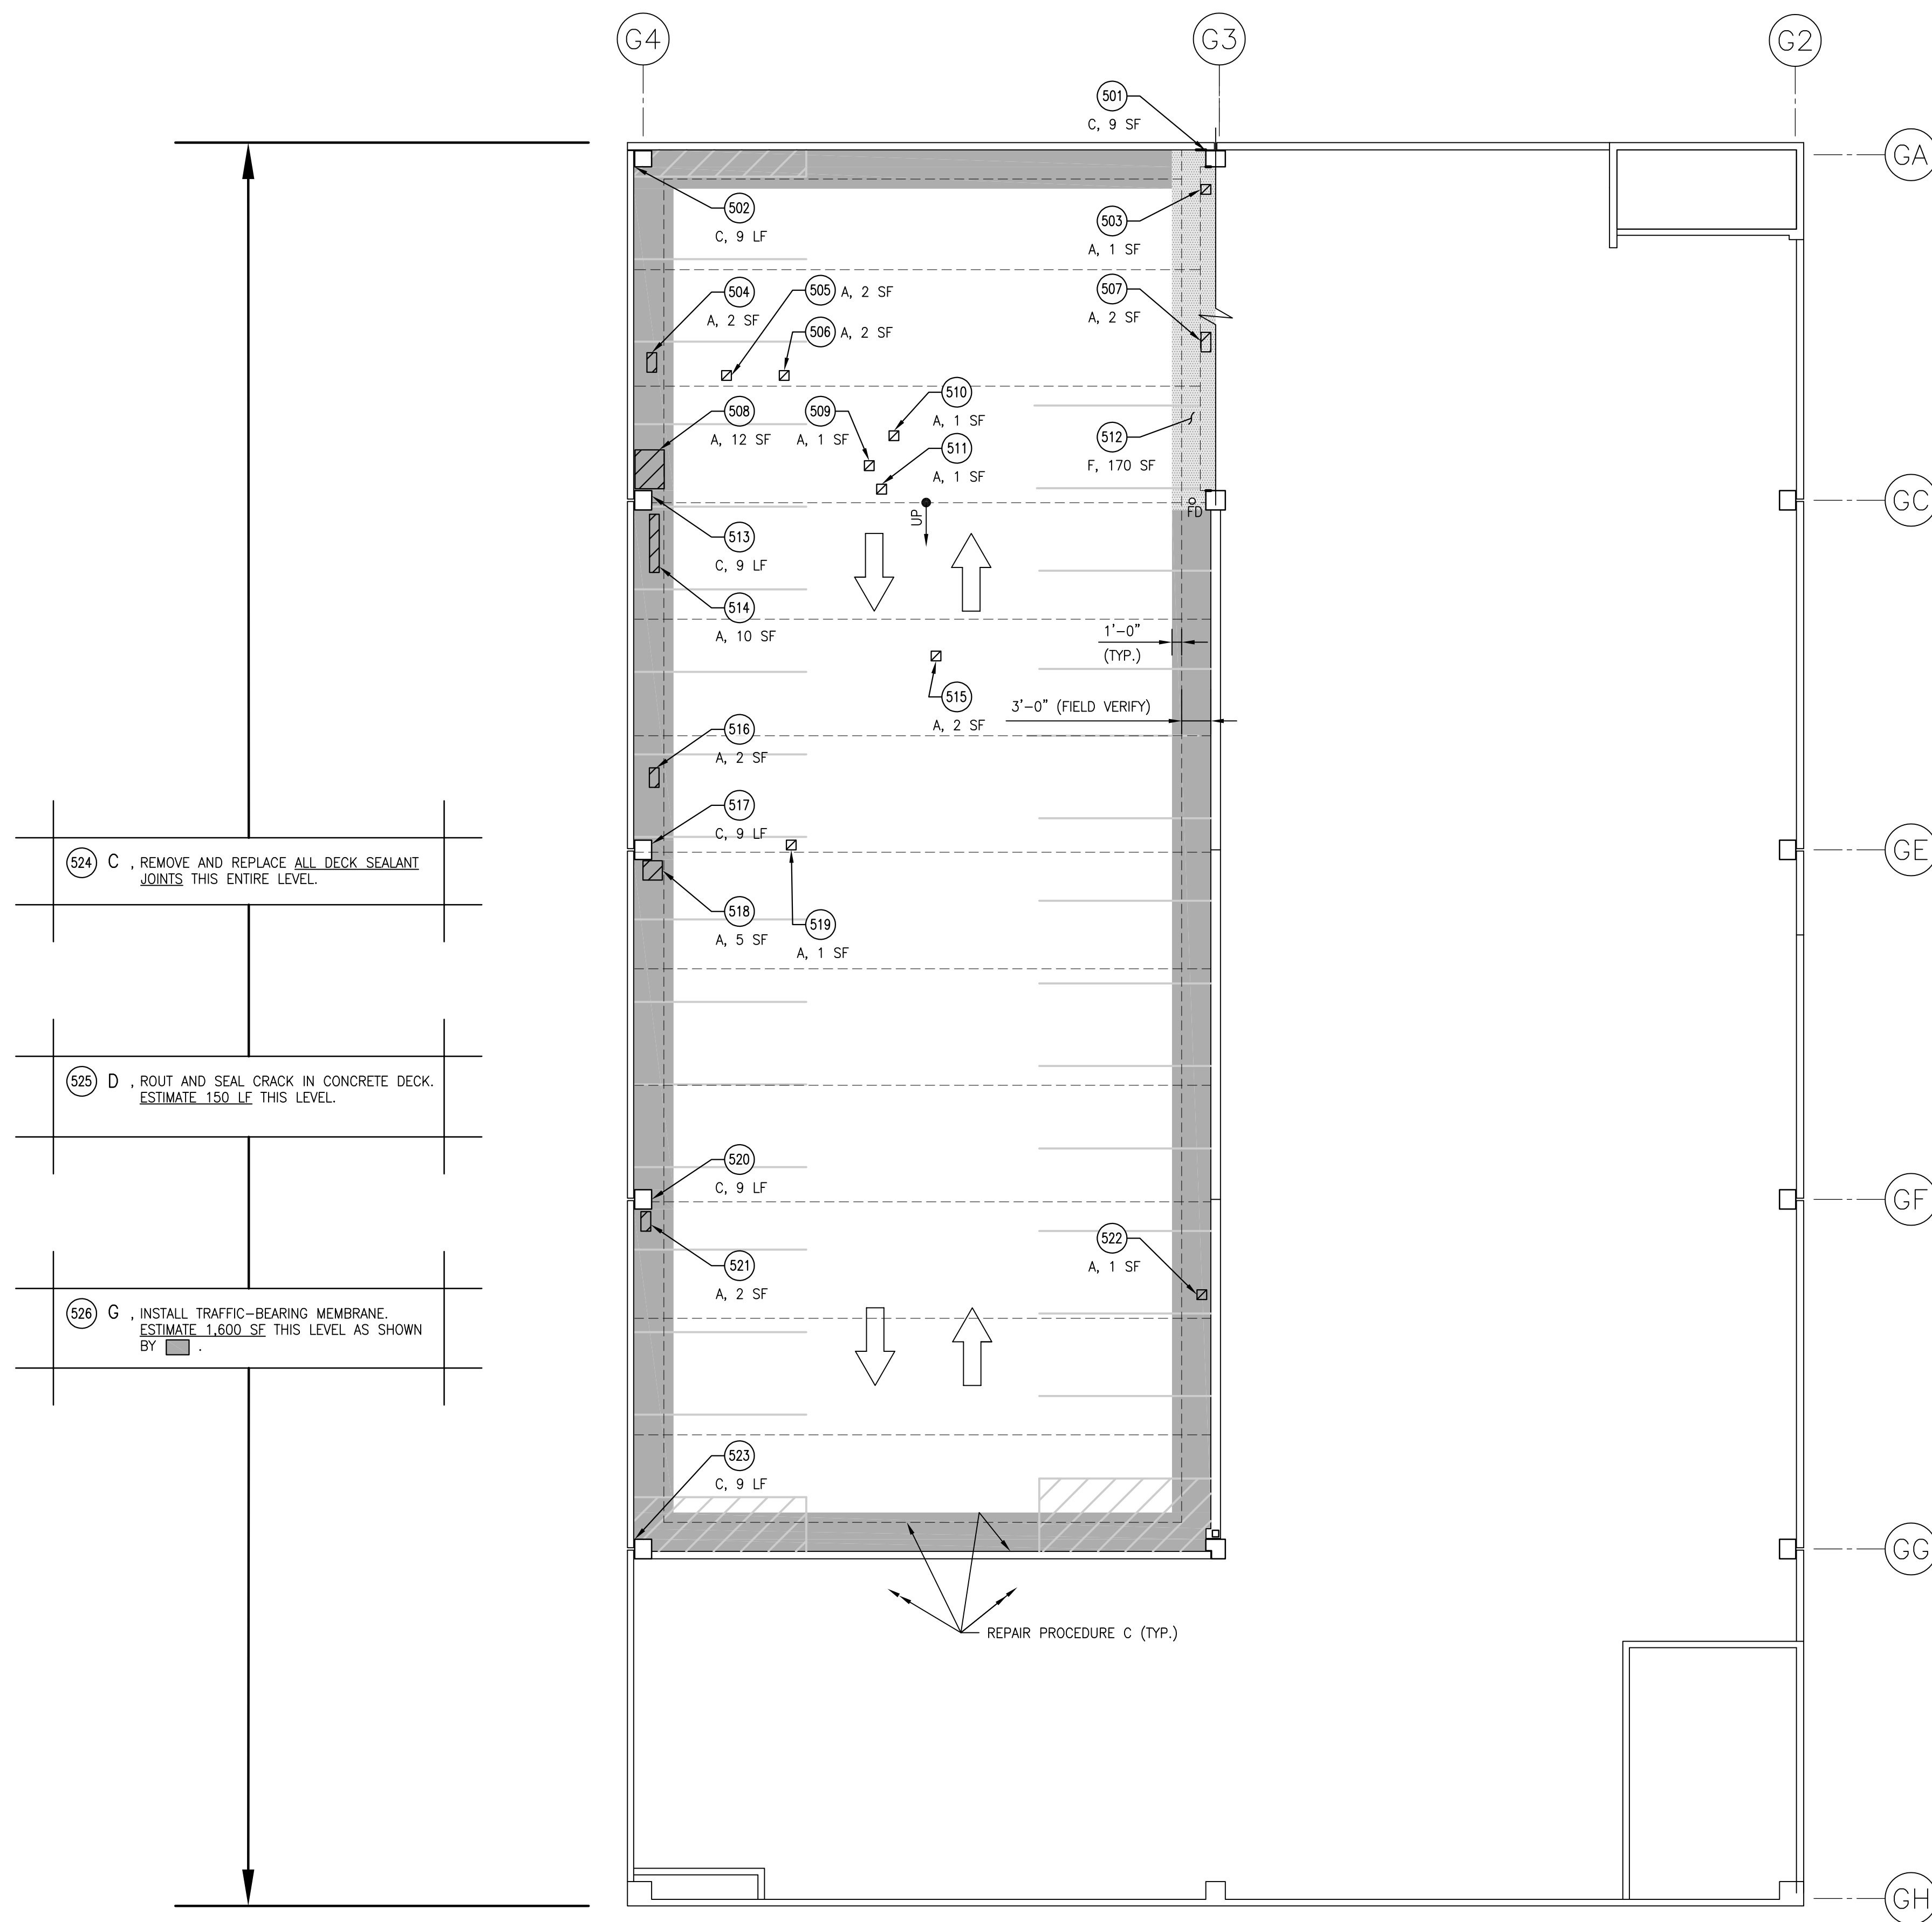 G4
G3
G2
501
C, 9 SF
GA
502
C, 9 LF
503
A, 1 SF
504
A, 2 SF
505 A, 2 SF
506 A, 2 SF
507
A, 2 SF
508
A, 12 SF
509
A, 1 SF
510
A, 1 SF
511
A, 1 SF
512
F, 170 SF
GC
FD
UP
513
C, 9 LF
514
A, 10 SF
1'-0"
(TYP.)
515
A, 2 SF
3'-0" (FIELD VERIFY)
516
A, 2 SF
517
C, 9 LF
GE
524 C , REMOVE AND REPLACE ALL DECK SEALANT
JOINTS THIS ENTIRE LEVEL.
518
A, 5 SF
519
A, 1 SF
525 D , ROUT AND SEAL CRACK IN CONCRETE DECK.
ESTIMATE 150 LF THIS LEVEL.
520
C, 9 LF
GF
521
A, 2 SF
522
A, 1 SF
526 G , INSTALL TRAFFIC-BEARING MEMBRANE.
ESTIMATE 1,600 SF THIS LEVEL AS SHOWN
BY .
523
C, 9 LF
GG
REPAIR PROCEDURE C (TYP.)
GH